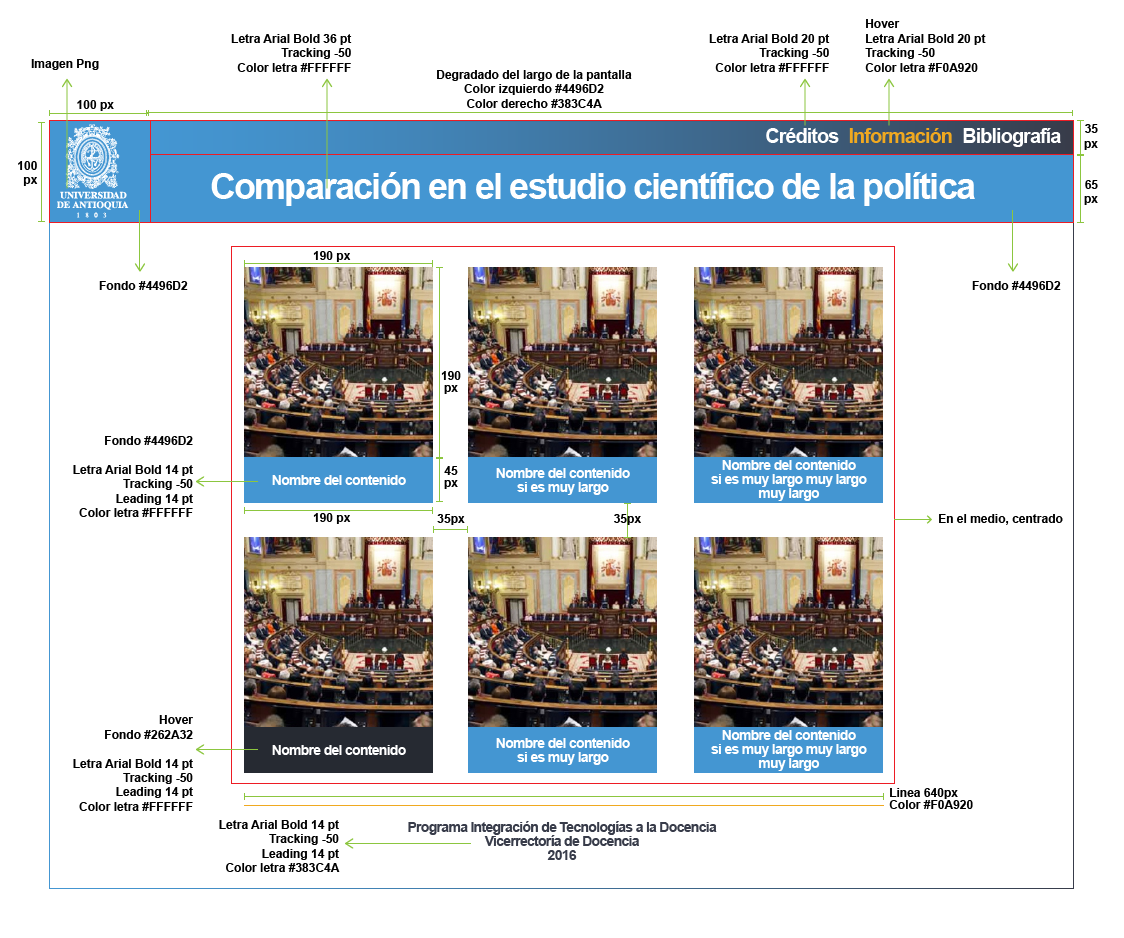 Hover
Letra Arial Bold 36 pt
Tracking -50
Color letra #FFFFFF
Letra Arial Bold 20 pt
Tracking -50
Color letra #FFFFFF
Letra Arial Bold 20 pt
Tracking -50
Color letra #F0A920
Imagen Png
Degradado del largo de la pantalla
Color izquierdo #4496D2
Color derecho #383C4A
100 px
100
px
UNIVERSIDAD
DE ANTIOQUIA
1 8 0 3
Créditos Información Bibliografía
35
px
Comparación en el estudio científico de la política
65
px
Fondo #4496D2
Fondo #4496D2
190 px
190
px
Fondo #4496D2
Letra Arial Bold 14 pt
Tracking -50
Leading 14 pt
Color letra #FFFFFF
45
px
Nombre del contenido
Nombre del contenido
si es muy largo
Nombre del contenido
si es muy largo muy largo
muy largo
190 px
35px
35px
En el medio, centrado
Hover
Fondo #262A32
Letra Arial Bold 14 pt
Tracking -50
Leading 14 pt
Color letra #FFFFFF
Nombre del contenido
Nombre del contenido
si es muy largo
Nombre del contenido
si es muy largo muy largo
muy largo
Linea 640px
Color #F0A920
Letra Arial Bold 14 pt
Tracking -50
Leading 14 pt
Color letra #383C4A
Programa Integración de Tecnologías a la Docencia
Vicerrectoría de Docencia
2016